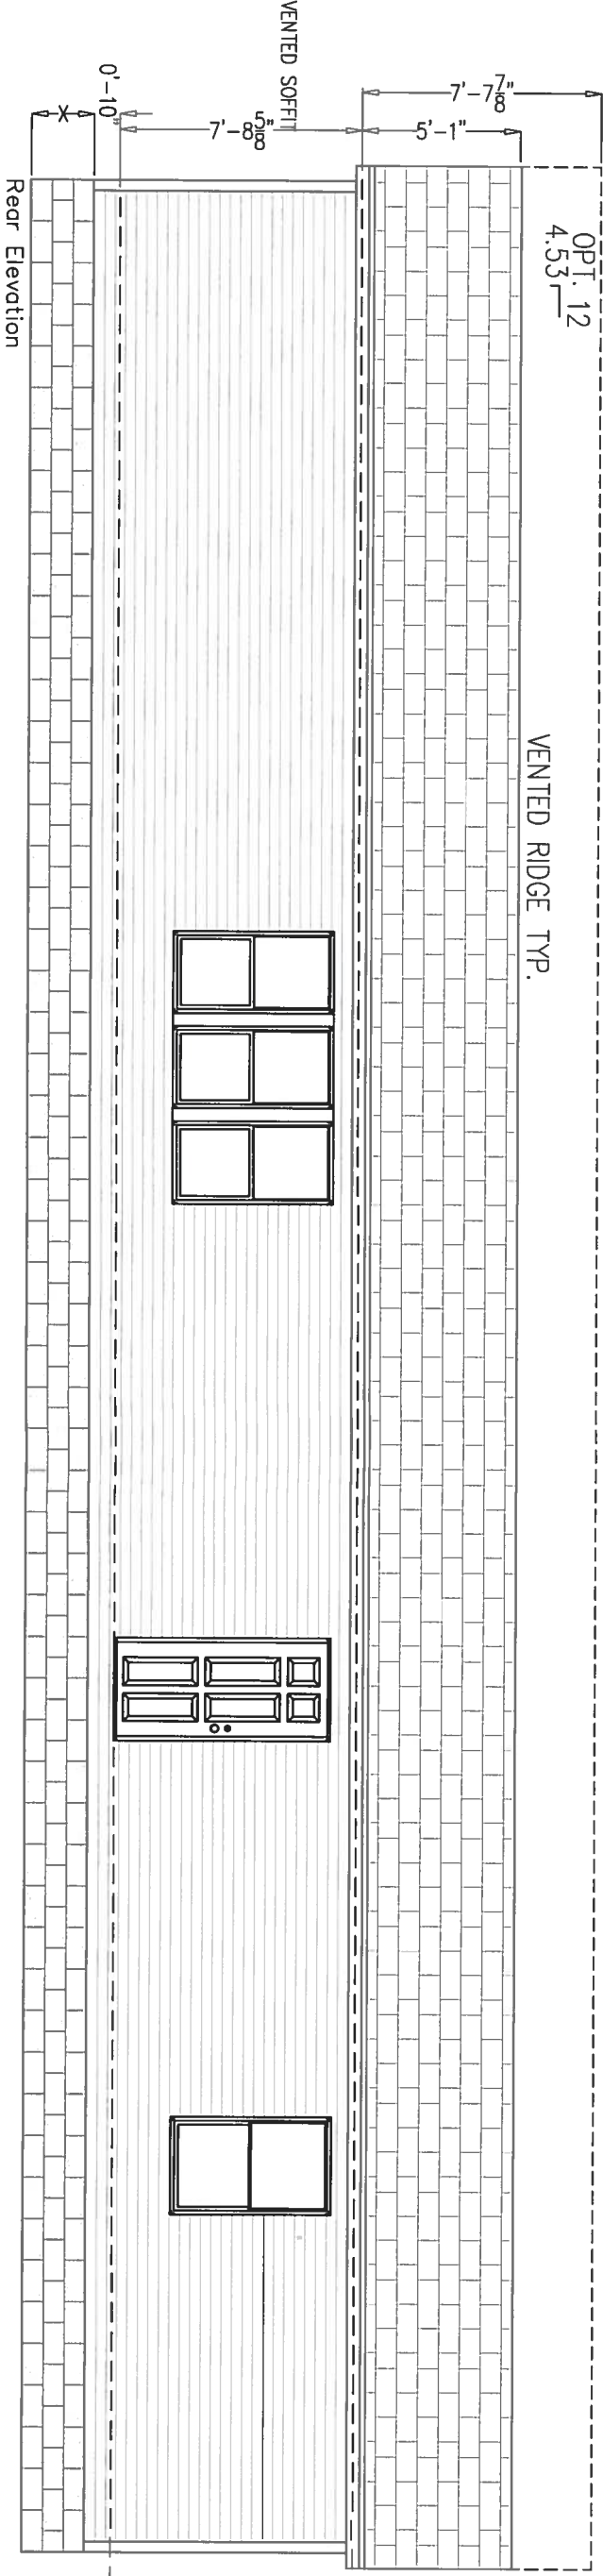 OPT. 12
4.53
VENTED RIDGE TYP.
7'-7 7/8"
5'-1"
VENTED SOFFIT
7'-8 5/8"
0'-10"
X
Rear Elevation